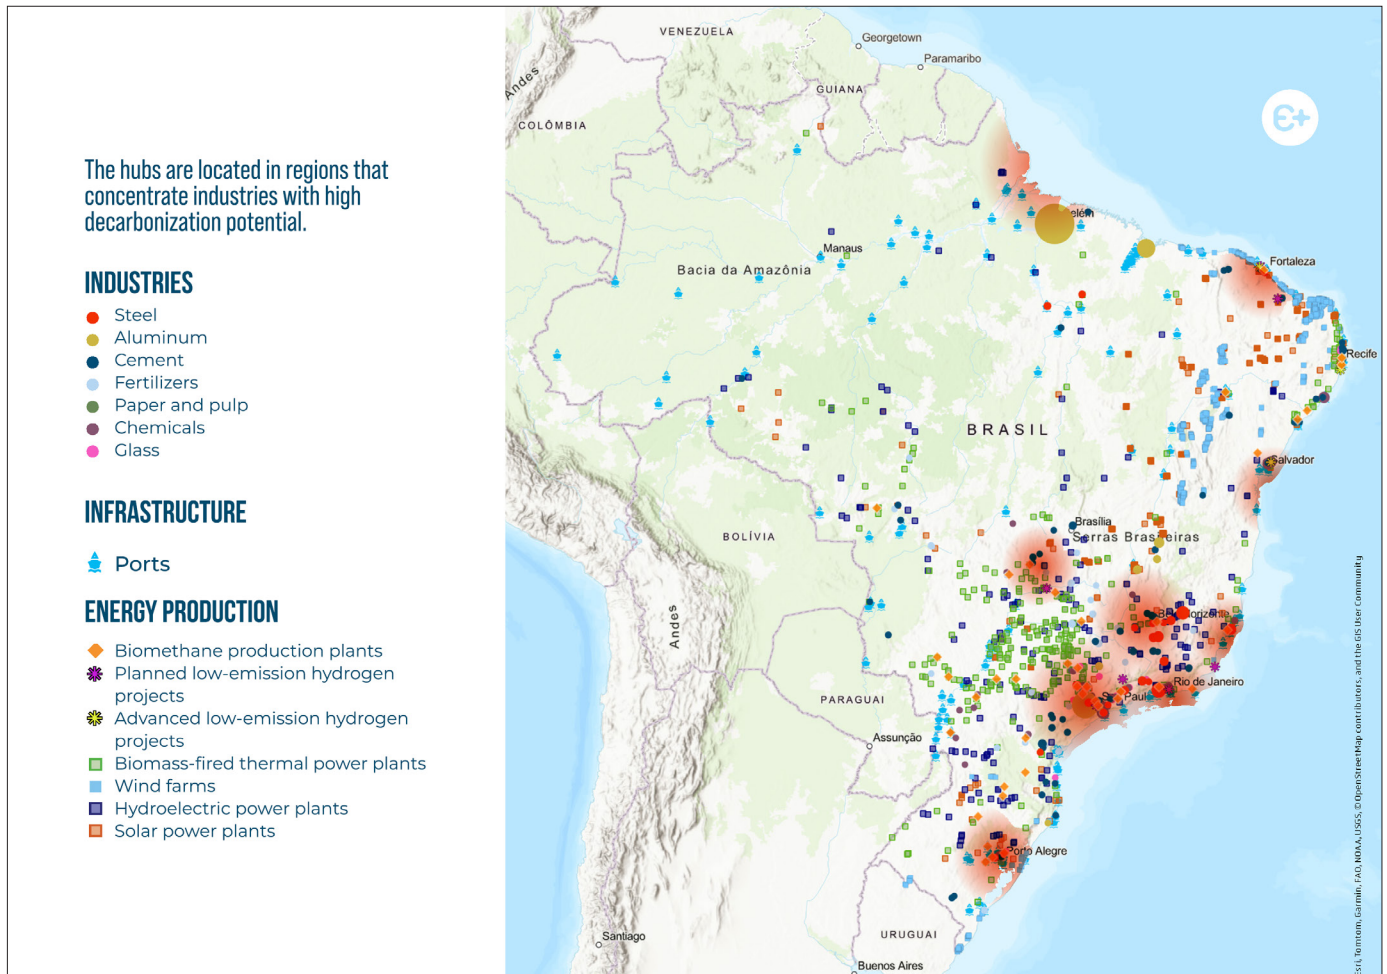 The hubs are located in regions that
concentrate industries with high
decarbonization potential.
INDUSTRIES
Steel
Aluminum
Cement
Fertilizers
Paper and pulp
Chemicals
Glass
INFRASTRUCTURE
Ports
ENERGY PRODUCTION
Biomethane production plants
Planned low-emission hydrogen
projects
Advanced low-emission hydrogen
projects
Biomass-fired thermal power plants
Wind farms
Hydroelectric power plants
Solar power plants
VENEZUELA
Georgetown
Paramaribo
Andes
GUIANA
COLÔMBIA
ε+
Manaus
Bacia da Amazônia
Fortaleza
Recife
BRASIL
Salvador
Brasília
Serras Brasileiras
BOLÍVIA
Andes
Rio de Janeiro
PARAGUAI
Assunção
Porto Alegre
URUGUAI
Santiago
Buenos Aires
Esri, Tomtom, Garmin, FAO, NOAA, USGS, © OpenStreetMap contributors, and the GIS User Community